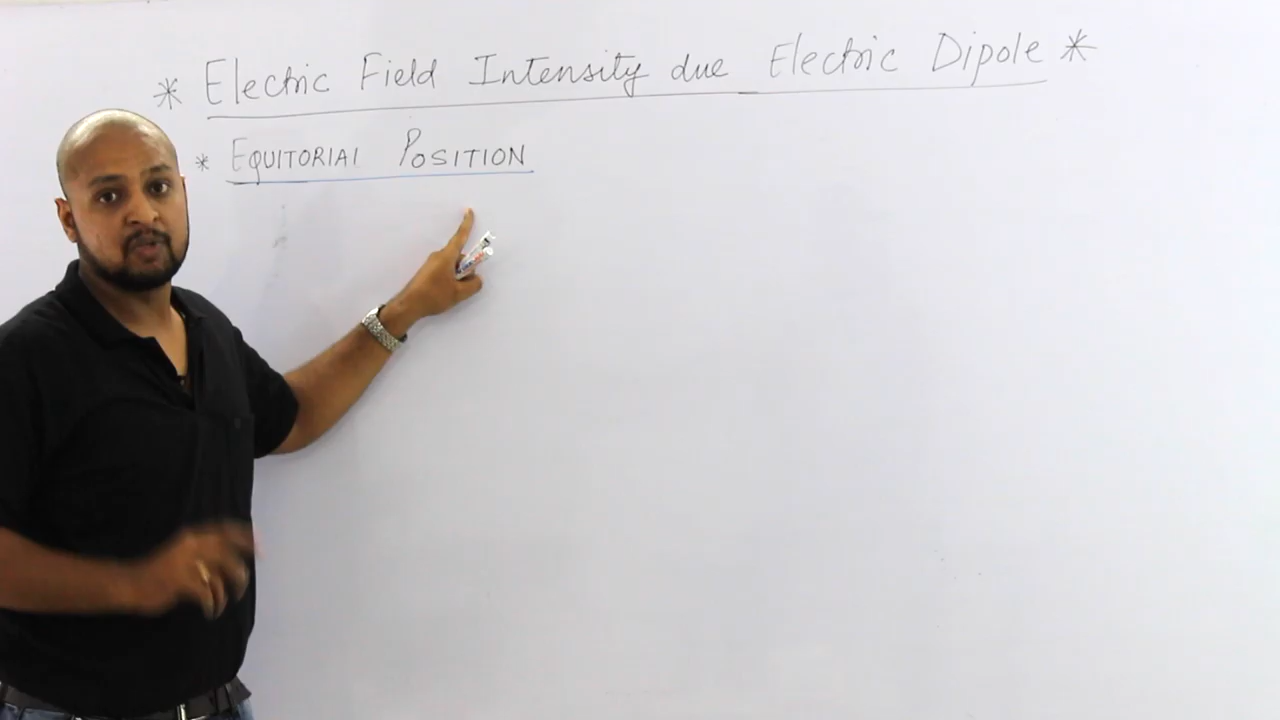 * Electric Field Intensity due Electric Dipole *
* EQUITORIAL POSITION